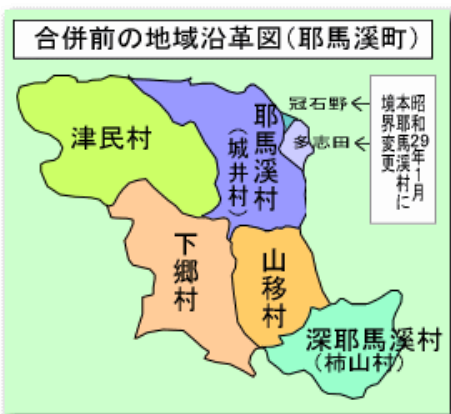 合併前の地域沿革図(耶馬溪町)
冠石野←
多志田←
昭和29年1月
本耶馬溪村に
境界変更
津民村
耶馬溪村
(城井村)
下郷村
山移村
深耶馬溪村
(柿山村)